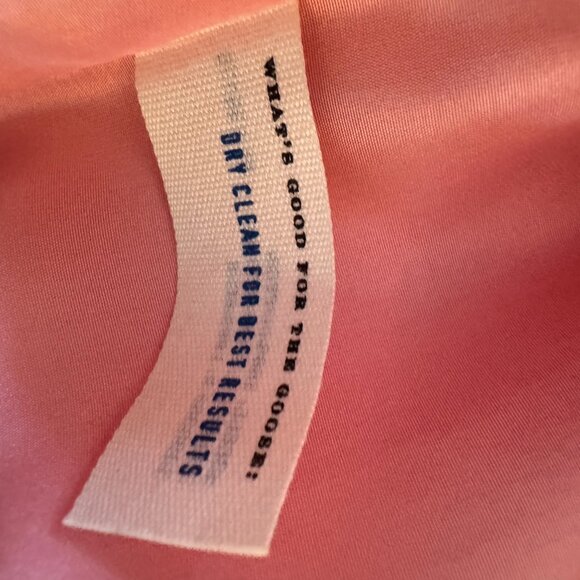 WHAT'S GOOD FOR THE GOOSE!
DRY CLEAN FOR BEST RESULTS